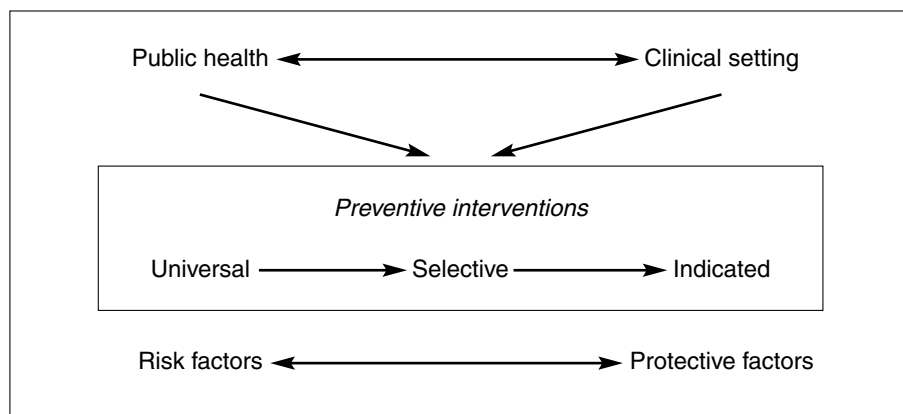 Public health Clinical setting
Preventive interventions
Universal Selective Indicated
Risk factors Protective factors